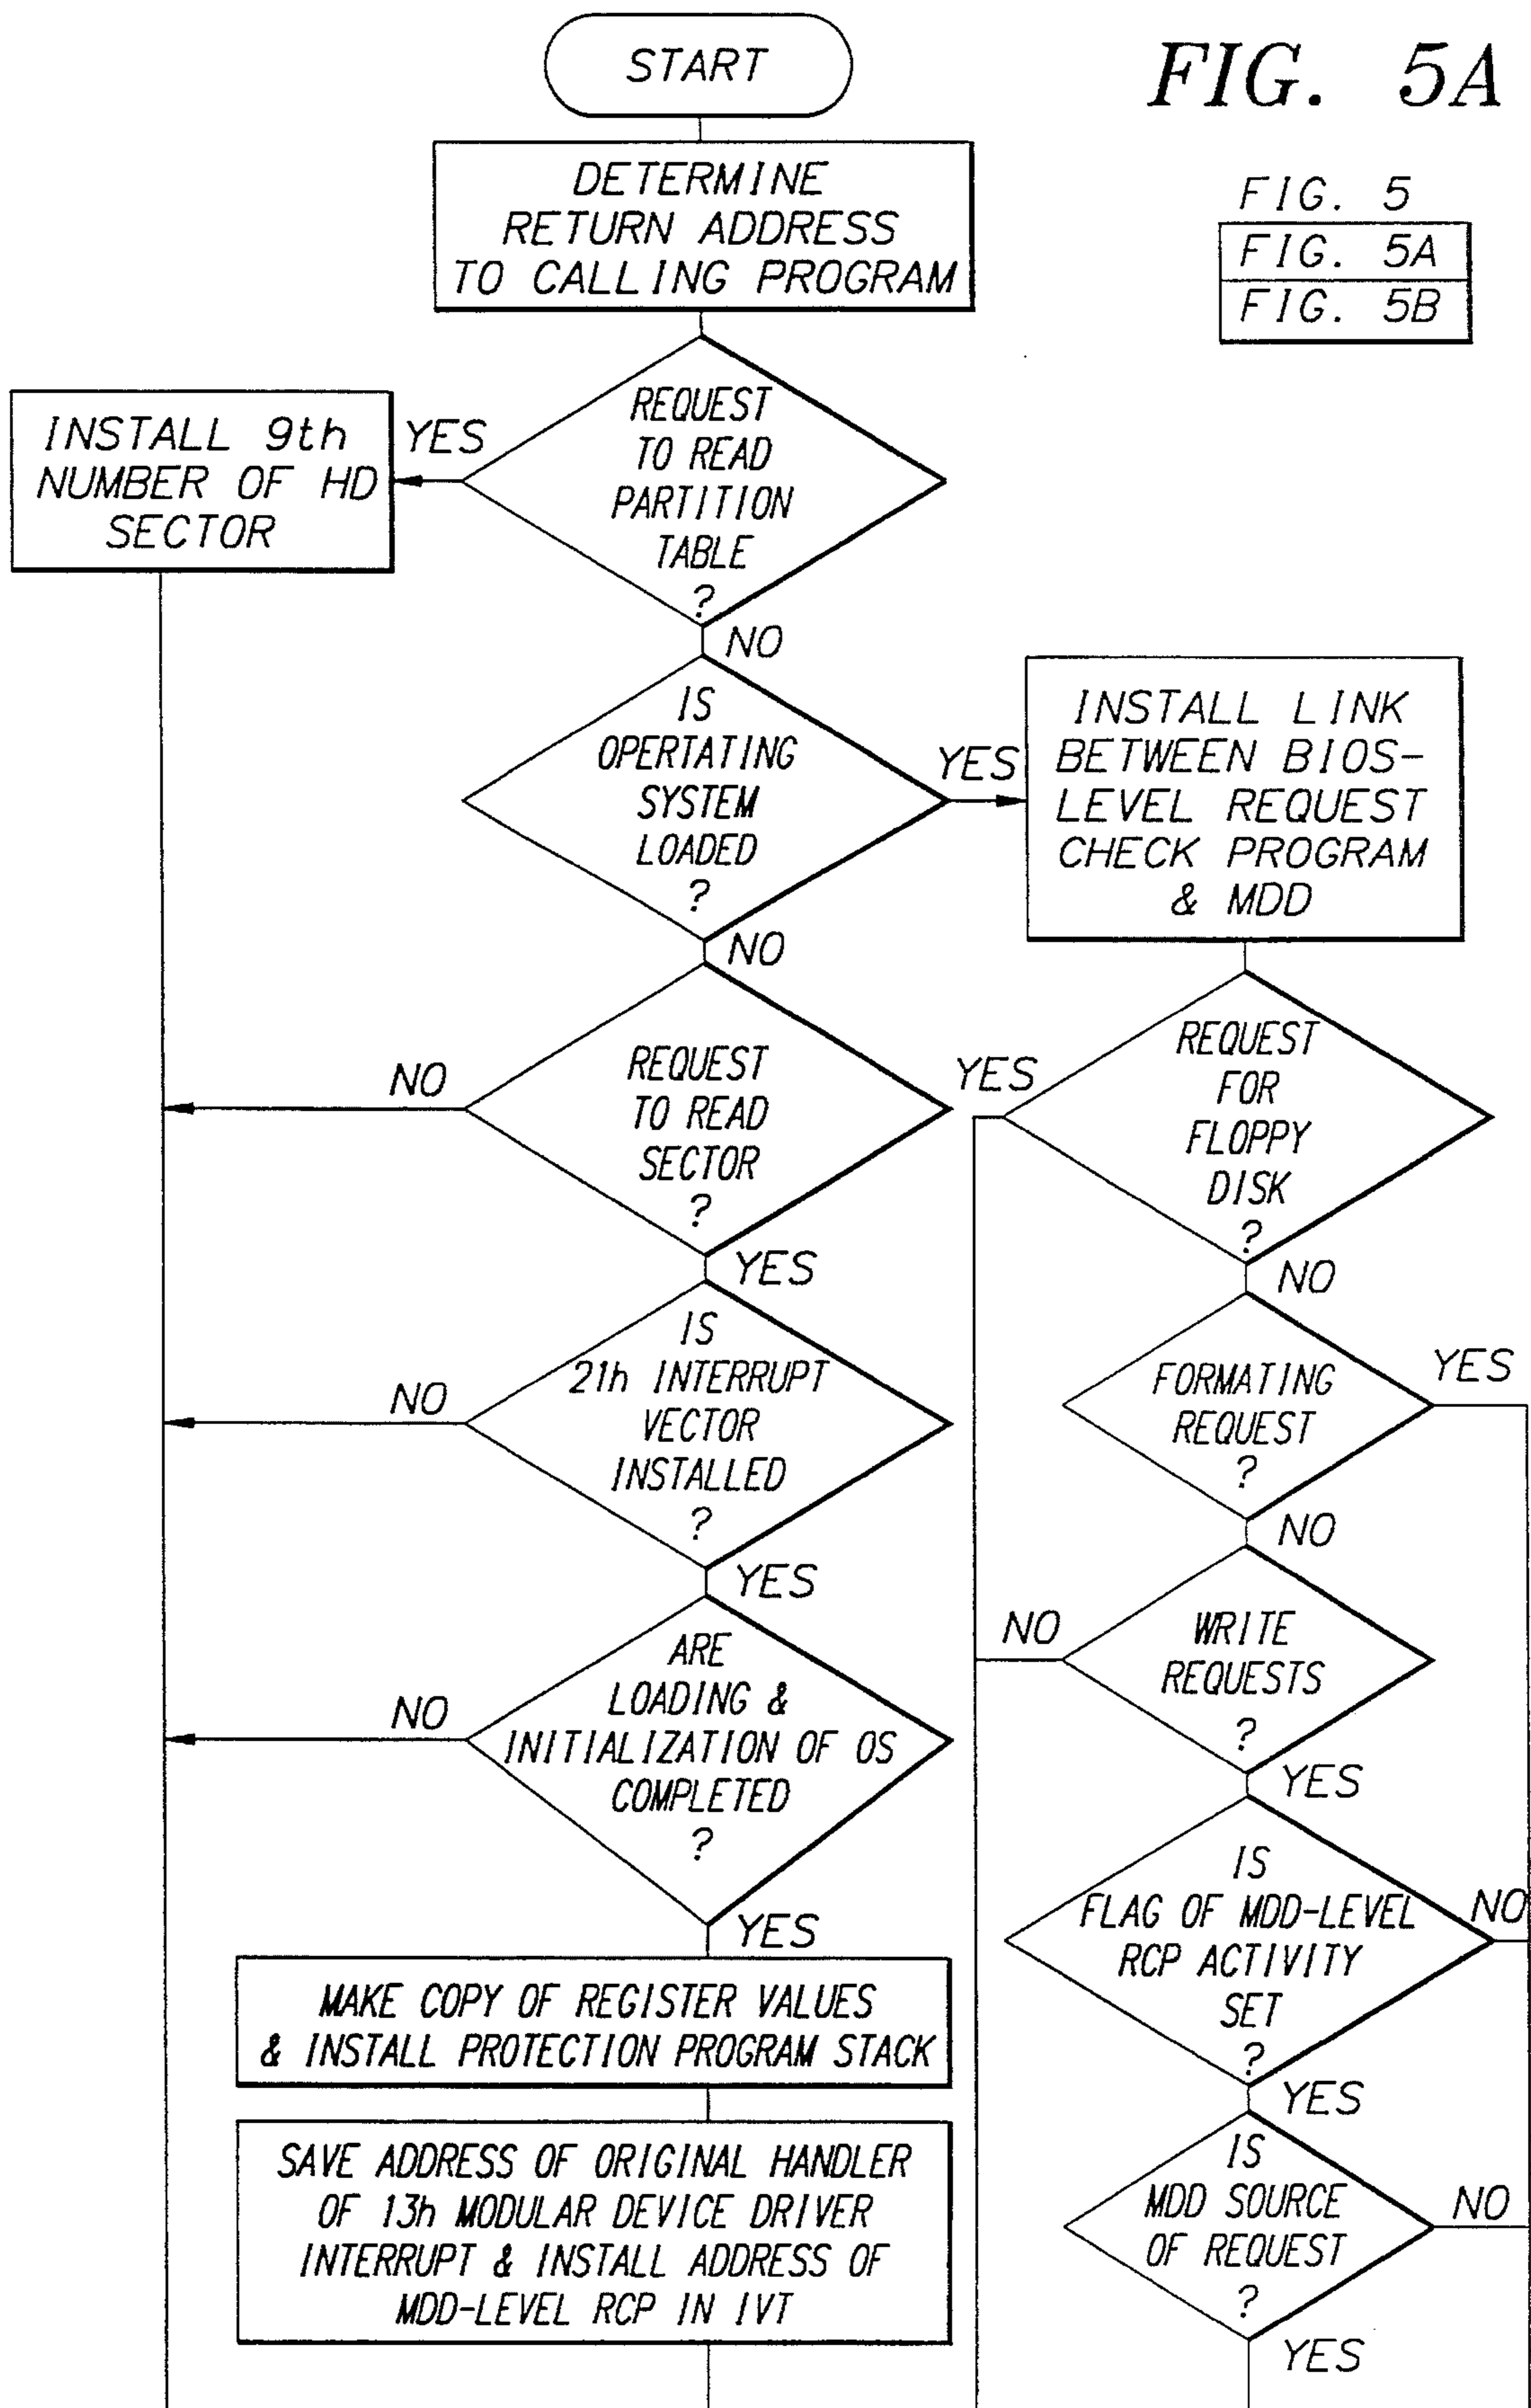 START
FIG. 5A
DETERMINE
RETURN ADDRESS
TO CALLING PROGRAM
FIG. 5
FIG. 5A
FIG. 5B
REQUEST
TO READ
PARTITION
TABLE
?
YES
INSTALL 9th
NUMBER OF HD
SECTOR
NO
IS
OPERTATING
SYSTEM
LOADED
?
YES
INSTALL LINK
BETWEEN BIOS-
LEVEL REQUEST
CHECK PROGRAM
& MDD
NO
REQUEST
TO READ
SECTOR
?
NO
YES
REQUEST
FOR
FLOPPY
DISK
?
YES
NO
IS
21h INTERRUPT
VECTOR
INSTALLED
?
NO
YES
FORMATING
REQUEST
?
YES
NO
ARE
LOADING &
INITIALIZATION OF OS
COMPLETED
?
NO
YES
WRITE
REQUESTS
?
NO
YES
IS
FLAG OF MDD-LEVEL
RCP ACTIVITY
SET
?
NO
YES
MAKE COPY OF REGISTER VALUES
& INSTALL PROTECTION PROGRAM STACK
SAVE ADDRESS OF ORIGINAL HANDLER
OF 13h MODULAR DEVICE DRIVER
INTERRUPT & INSTALL ADDRESS OF
MDD-LEVEL RCP IN IVT
IS
MDD SOURCE
OF REQUEST
?
NO
YES